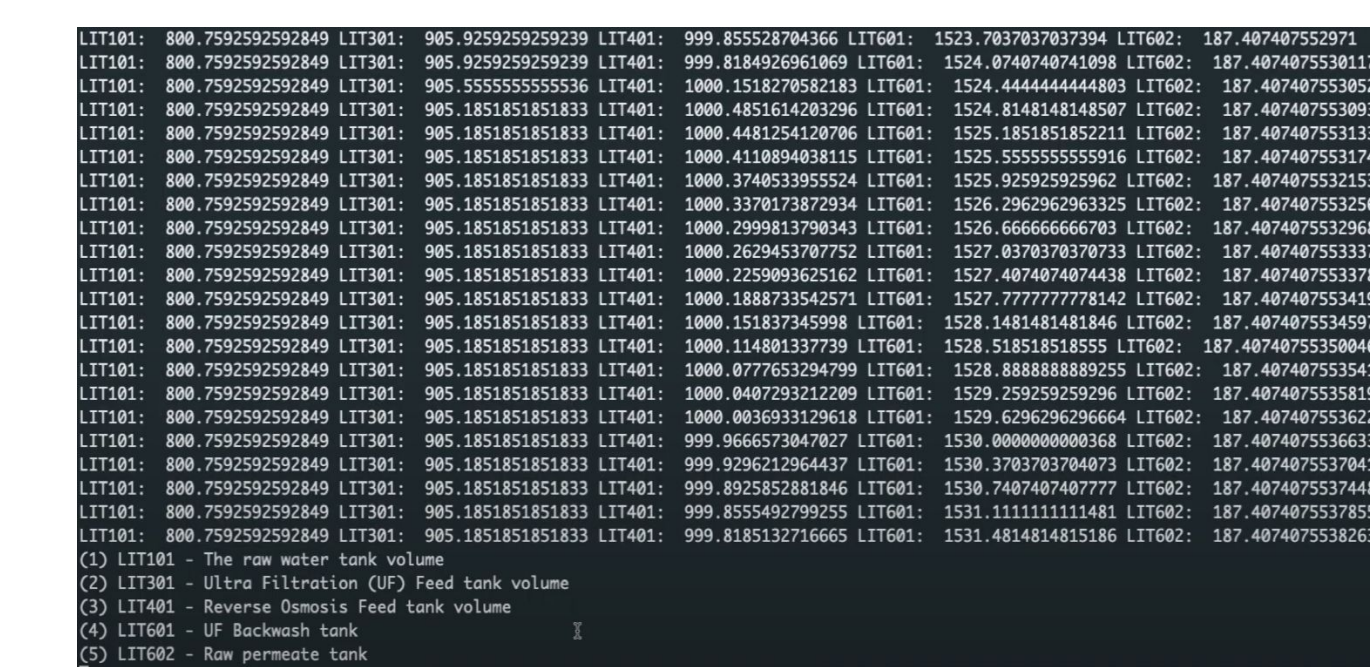 LIT101: 800.7592592592849 LIT301: 905.9259259259239 LIT401: 999.855528704366 LIT601: 1523.7037037037394 LIT602: 187.407407552971
LIT101: 800.7592592592849 LIT301: 905.9259259259239 LIT401: 999.8184926961069 LIT601: 1524.0740740741098 LIT602: 187.4074075530117
LIT101: 800.7592592592849 LIT301: 905.5555555555536 LIT401: 1000.1518270582183 LIT601: 1524.4444444444803 LIT602: 187.40740755305
LIT101: 800.7592592592849 LIT301: 905.1851851851833 LIT401: 1000.4851614203296 LIT601: 1524.8148148148507 LIT602: 187.40740755309
LIT101: 800.7592592592849 LIT301: 905.1851851851833 LIT401: 1000.4481254120706 LIT601: 1525.1851851852211 LIT602: 187.40740755313
LIT101: 800.7592592592849 LIT301: 905.1851851851833 LIT401: 1000.4110894038115 LIT601: 1525.5555555555916 LIT602: 187.407407553174
LIT101: 800.7592592592849 LIT301: 905.1851851851833 LIT401: 1000.3740533955524 LIT601: 1525.925925925962 LIT602: 187.4074075532153
LIT101: 800.7592592592849 LIT301: 905.1851851851833 LIT401: 1000.3370173872934 LIT601: 1526.2962962963325 LIT602: 187.407407553256
LIT101: 800.7592592592849 LIT301: 905.1851851851833 LIT401: 1000.2999813790343 LIT601: 1526.666666666703 LIT602: 187.4074075532968
LIT101: 800.7592592592849 LIT301: 905.1851851851833 LIT401: 1000.2629453707752 LIT601: 1527.0370370370733 LIT602: 187.407407553337
LIT101: 800.7592592592849 LIT301: 905.1851851851833 LIT401: 1000.2259093625162 LIT601: 1527.4074074074438 LIT602: 187.40740755337
LIT101: 800.7592592592849 LIT301: 905.1851851851833 LIT401: 1000.1888733542571 LIT601: 1527.7777777778142 LIT602: 187.40740755341
LIT101: 800.7592592592849 LIT301: 905.1851851851833 LIT401: 1000.151837345998 LIT601: 1528.1481481481846 LIT602: 187.4074075534597
LIT101: 800.7592592592849 LIT301: 905.1851851851833 LIT401: 1000.114801337739 LIT601: 1528.518518518555 LIT602: 187.40740755350046
LIT101: 800.7592592592849 LIT301: 905.1851851851833 LIT401: 1000.0777653294799 LIT601: 1528.8888888889255 LIT602: 187.407407553541
LIT101: 800.7592592592849 LIT301: 905.1851851851833 LIT401: 1000.0407293212209 LIT601: 1529.259259259296 LIT602: 187.407407553581
LIT101: 800.7592592592849 LIT301: 905.1851851851833 LIT401: 1000.0036933129618 LIT601: 1529.6296296296664 LIT602: 187.40740755362
LIT101: 800.7592592592849 LIT301: 905.1851851851833 LIT401: 999.9666573047027 LIT601: 1530.0000000000368 LIT602: 187.407407553663
LIT101: 800.7592592592849 LIT301: 905.1851851851833 LIT401: 999.9296212964437 LIT601: 1530.3703703704073 LIT602: 187.4074075537041
LIT101: 800.7592592592849 LIT301: 905.1851851851833 LIT401: 999.8925852881846 LIT601: 1530.7407407407777 LIT602: 187.4074075537448
LIT101: 800.7592592592849 LIT301: 905.1851851851833 LIT401: 999.8555492799255 LIT601: 1531.1111111111481 LIT602: 187.4074075537855
LIT101: 800.7592592592849 LIT301: 905.1851851851833 LIT401: 999.8185132716665 LIT601: 1531.4814814815186 LIT602: 187.4074075538263
(1) LIT101 - The raw water tank volume
(2) LIT301 - Ultra Filtration (UF) Feed tank volume
(3) LIT401 - Reverse Osmosis Feed tank volume
(4) LIT601 - UF Backwash tank
(5) LIT602 - Raw permeate tank